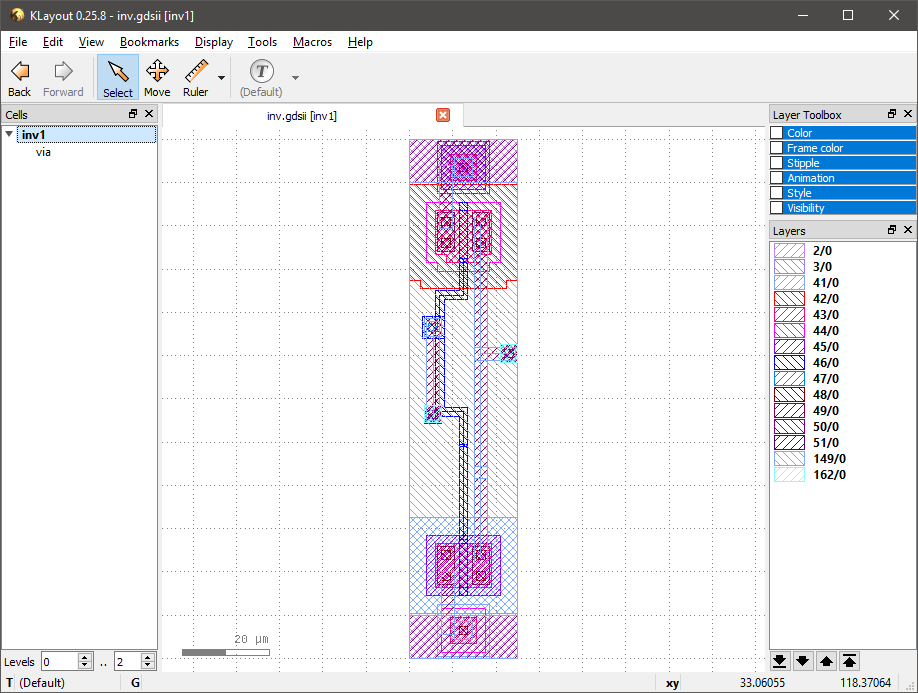 KLayout 0.25.8 - inv.gdsii [inv1]
File Edit View Bookmarks Display Tools Macros Help
Back Forward Select Move Ruler T (Default)
Cells
inv1
via
inv.gdsii [inv1]
20 µm
Layer Toolbox
Color
Frame color
Stipple
Animation
Style
Visibility
Layers
2/0
3/0
41/0
42/0
43/0
44/0
45/0
46/0
47/0
48/0
49/0
50/0
51/0
149/0
162/0
Levels 0 .. 2
T (Default) G xy 33.06055 118.37064